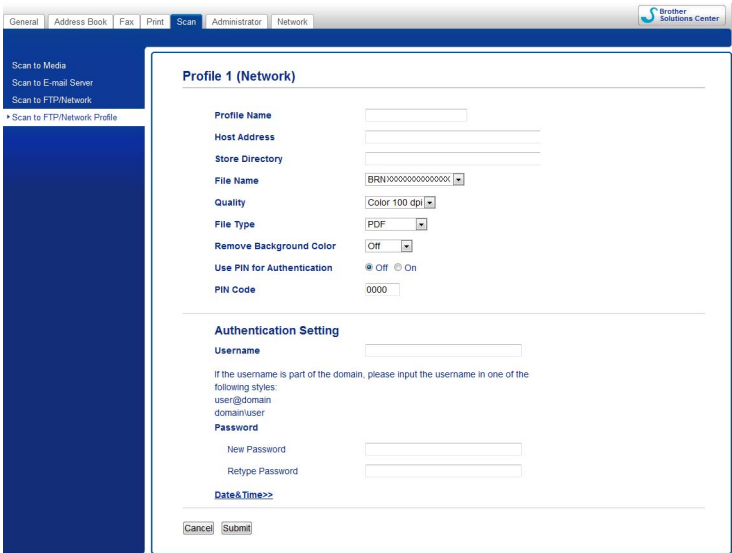 Brother
Solutions Center
General Address Book Fax Print Scan Administrator Network
Scan to Media
Scan to E-mail Server
Scan to FTP/Network
Scan to FTP/Network Profile
Profile 1 (Network)
Profile Name
Host Address
Store Directory
File Name BRNXXXXXXXXXXXXXX
Quality Color 100 dpi
File Type PDF
Remove Background Color Off
Use PIN for Authentication Off On
PIN Code 0000
Authentication Setting
Username
If the username is part of the domain, please input the username in one of the
following styles:
user@domain
domain\user
Password
New Password
Retype Password
Date&Time>>
Cancel Submit